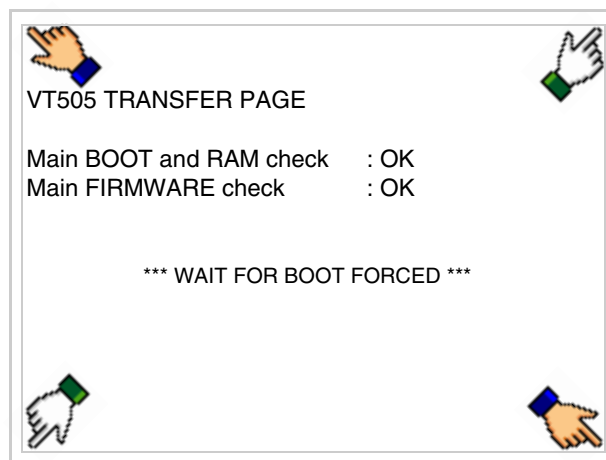 VT505 TRANSFER PAGE
Main BOOT and RAM check : OK
Main FIRMWARE check : OK
*** WAIT FOR BOOT FORCED ***